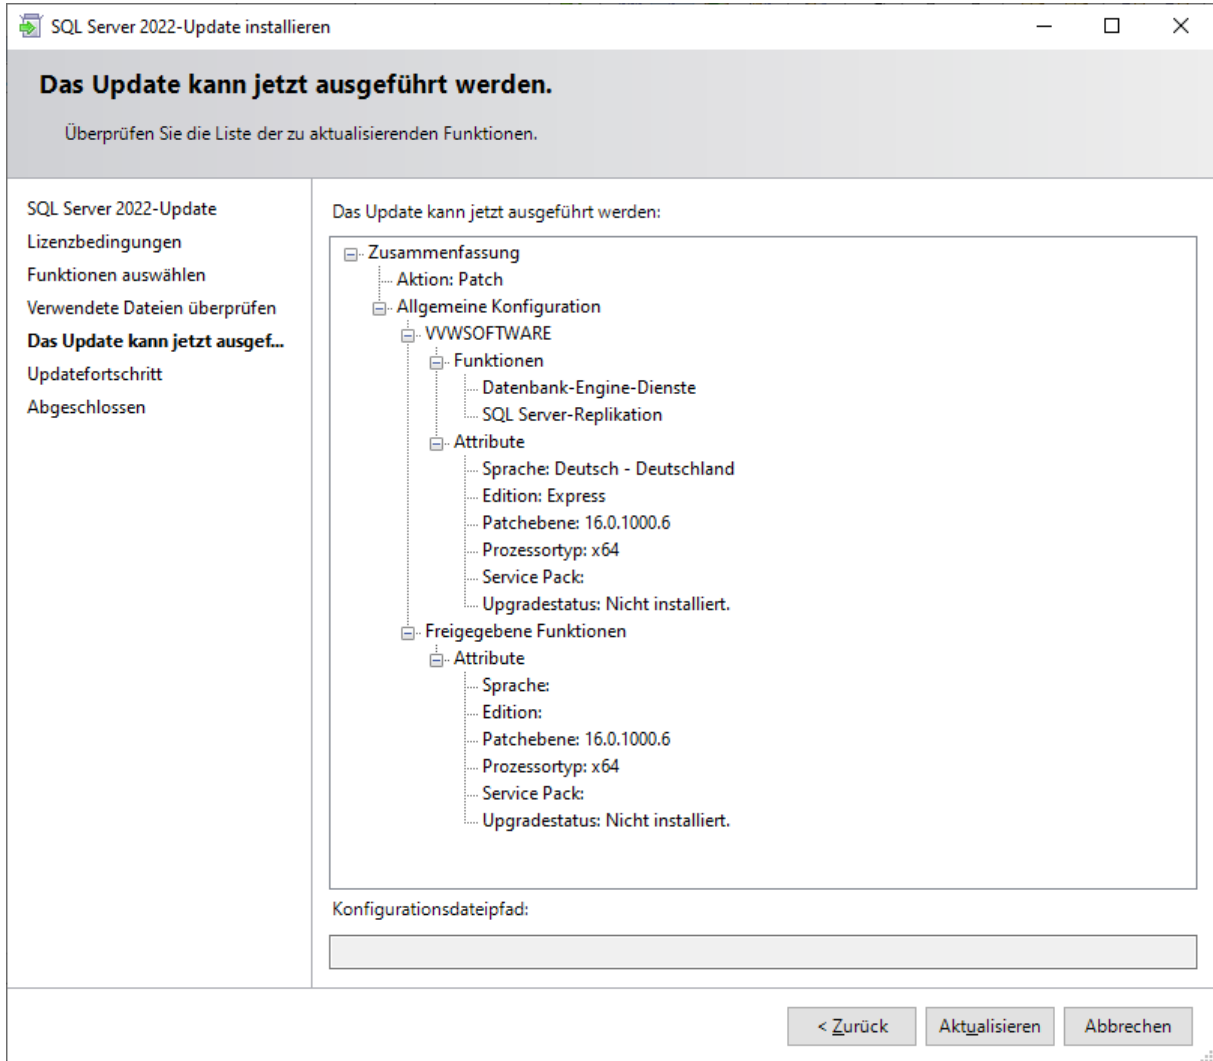 SQL Server 2022-Update installieren
Das Update kann jetzt ausgeführt werden.
Überprüfen Sie die Liste der zu aktualisierenden Funktionen.
SQL Server 2022-Update
Lizenzbedingungen
Funktionen auswählen
Verwendete Dateien überprüfen
Das Update kann jetzt ausgef...
Updatefortschritt
Abgeschlossen
Das Update kann jetzt ausgeführt werden:
Zusammenfassung
Aktion: Patch
Allgemeine Konfiguration
VVWSOFTWARE
Funktionen
Datenbank-Engine-Dienste
SQL Server-Replikation
Attribute
Sprache: Deutsch - Deutschland
Edition: Express
Patchebene: 16.0.1000.6
Prozessortyp: x64
Service Pack:
Upgradestatus: Nicht installiert.
Freigegebene Funktionen
Attribute
Sprache:
Edition:
Patchebene: 16.0.1000.6
Prozessortyp: x64
Service Pack:
Upgradestatus: Nicht installiert.
Konfigurationsdateipfad:
< Zurück Aktualisieren Abbrechen